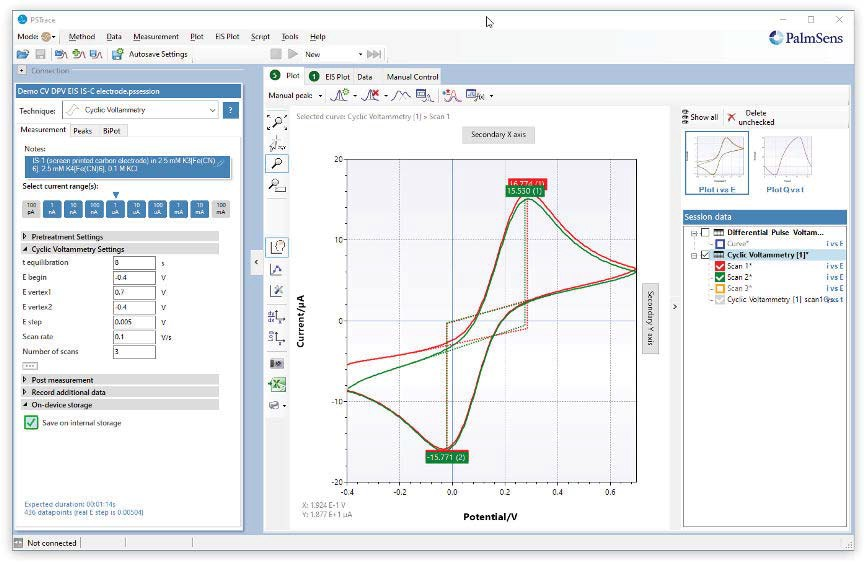 PSTrace
Mode: Method Data Measurement Plot EIS Plot Script Tools Help
PalmSens
Autosave Settings New
Connection
Demo CV DPV EIS IS-C electrode.pssession
Technique: Cyclic Voltammetry ?
Measurement Peaks BiPot
Notes:
IS-1 (screen printed carbon electrode) in 2.5 mM K3[Fe(CN)
6], 2.5 mM K4[Fe(CN)6], 0.1 M KCl
Select current range(s):
100 pA 1 nA 10 nA 100 nA 1 uA 10 uA 100 uA 1 mA 10 mA 100 mA
Pretreatment Settings
Cyclic Voltammetry Settings
t equilibration 8 s
E begin -0.4 V
E vertex1 0.7 V
E vertex2 -0.4 V
E step 0.005 V
Scan rate 0.1 V/s
Number of scans 3
Post measurement
Record additional data
On-device storage
Save on internal storage
Expected duration: 00:01:14s
436 datapoints (real E step is 0.00504)
Not connected
5 Plot 1 EIS Plot Data Manual Control
Manual peak:
Selected curve: Cyclic Voltammetry [1] » Scan 1
Secondary X axis
16.774 (1)
15.530 (1)
-15.771 (2)
20
10
0
-10
-20
-0.4 -0.2 0.0 0.2 0.4 0.6
Current/µA
Potential/V
Secondary Y axis
X: 1.924 E-1 V
Y: 1.877 E+1 µA
Show all Delete
unchecked
Plot i vs E Plot Q vs t
Session data
Differential Pulse Voltam...
Curve* i vs E
Cyclic Voltammetry [1]*
Scan 1* i vs E
Scan 2* i vs E
Scan 3* i vs E
Cyclic Voltammetry [1] scan1